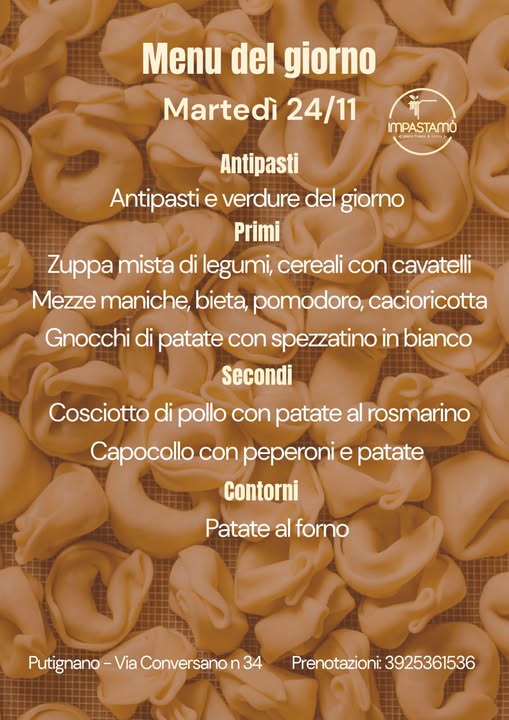 Menu del giorno
Martedì 24/11
IMPASTAMÒ
Antipasti
Antipasti e verdure del giorno
Primi
Zuppa mista di legumi, cereali con cavatelli
Mezze maniche, bieta, pomodoro, cacioricotta
Gnocchi di patate con spezzatino in bianco
Secondi
Cosciotto di pollo con patate al rosmarino
Capocollo con peperoni e patate
Contorni
Patate al forno
Putignano - Via Conversano n 34 Prenotazioni: 3925361536